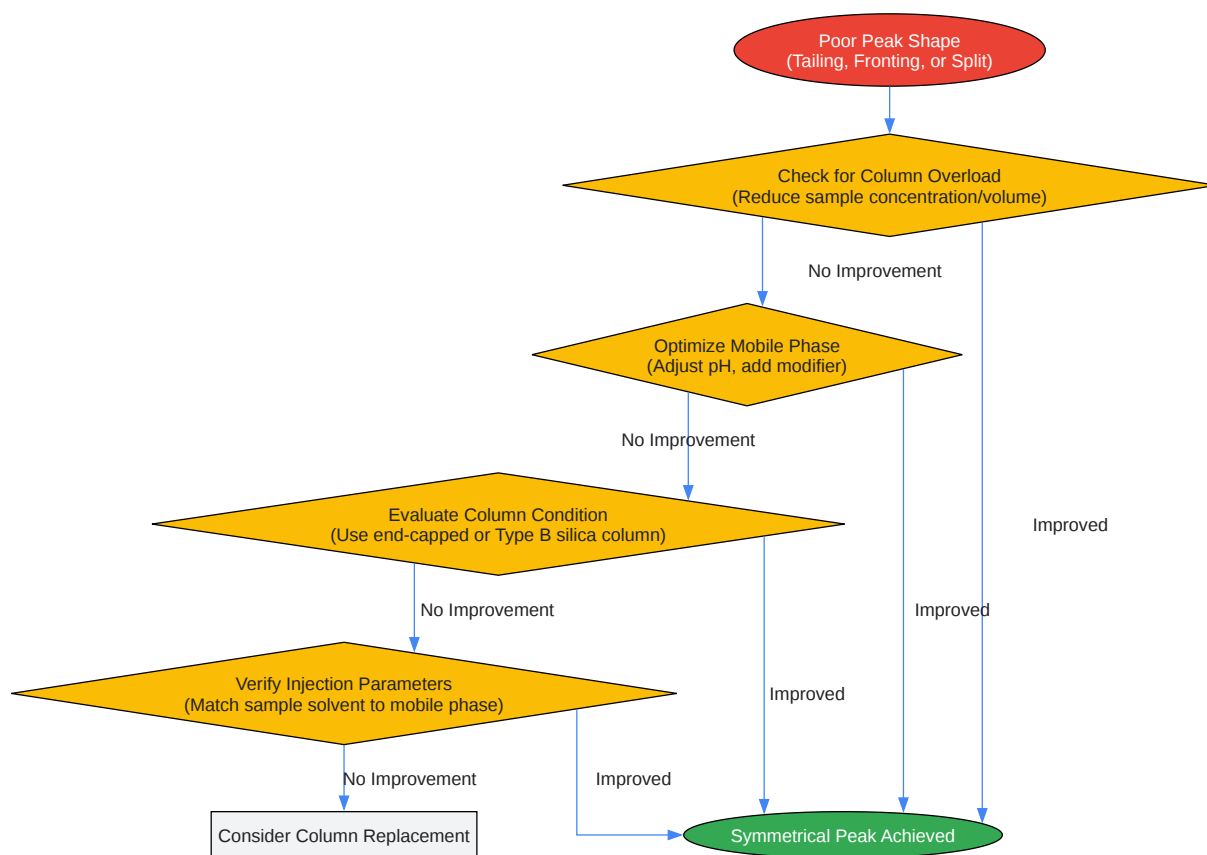 Poor Peak Shape
(Tailing, Fronting, or Split)
Check for Column Overload
(Reduce sample concentration/volume)
No Improvement
Optimize Mobile Phase
(Adjust pH, add modifier)
No Improvement
Evaluate Column Condition
(Use end-capped or Type B silica column)
Improved
No Improvement
Improved
Verify Injection Parameters
(Match sample solvent to mobile phase)
Improved
No Improvement
Improved
Consider Column Replacement
Symmetrical Peak Achieved